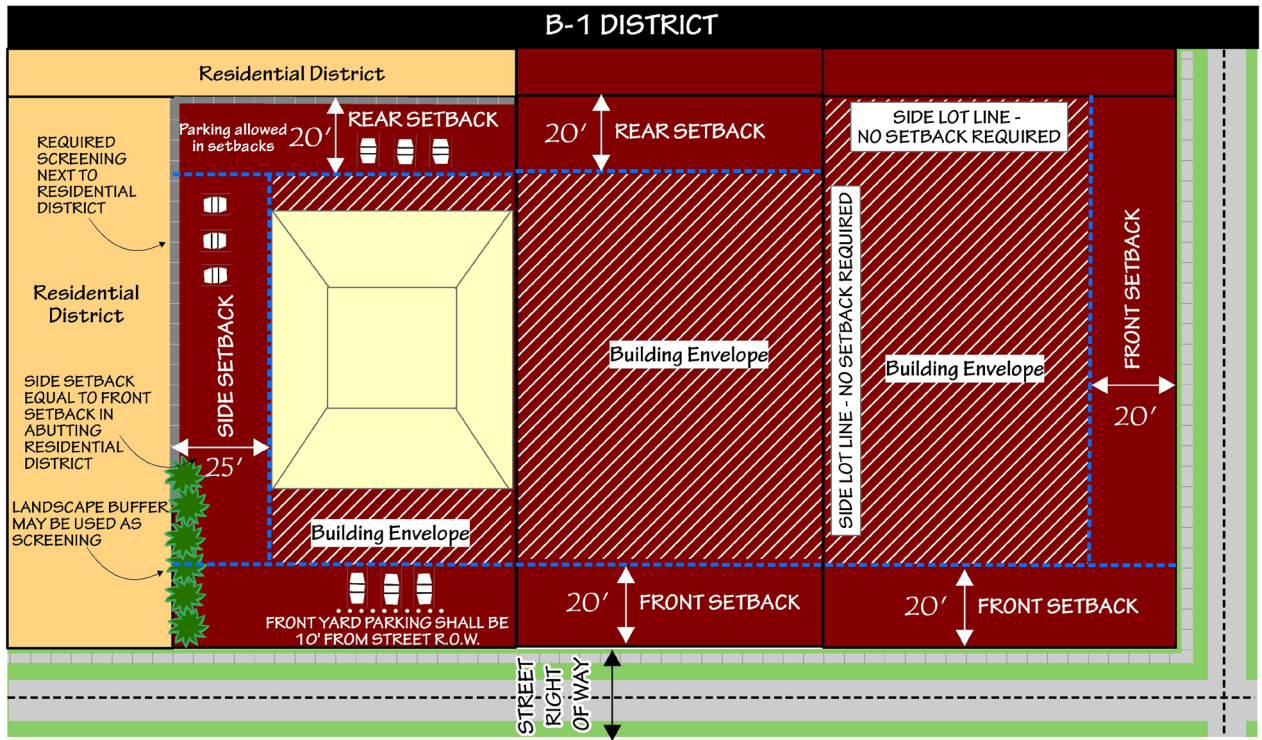 B-1 DISTRICT
Residential District
REQUIRED
SCREENING
NEXT TO
RESIDENTIAL
DISTRICT
Residential
District
SIDE SETBACK
EQUAL TO FRONT
SETBACK IN
ABUTTING
RESIDENTIAL
DISTRICT
LANDSCAPE BUFFER
MAY BE USED AS
SCREENING
Parking allowed
in setbacks
20'
REAR SETBACK
SIDE SETBACK
25'
Building Envelope
FRONT YARD PARKING SHALL BE
10' FROM STREET R.O.W.
20'
REAR SETBACK
Building Envelope
20'
FRONT SETBACK
SIDE LOT LINE -
NO SETBACK REQUIRED
SIDE LOT LINE - NO SETBACK REQUIRED
Building Envelope
FRONT SETBACK
20'
20'
FRONT SETBACK
STREET
RIGHT
OF WAY